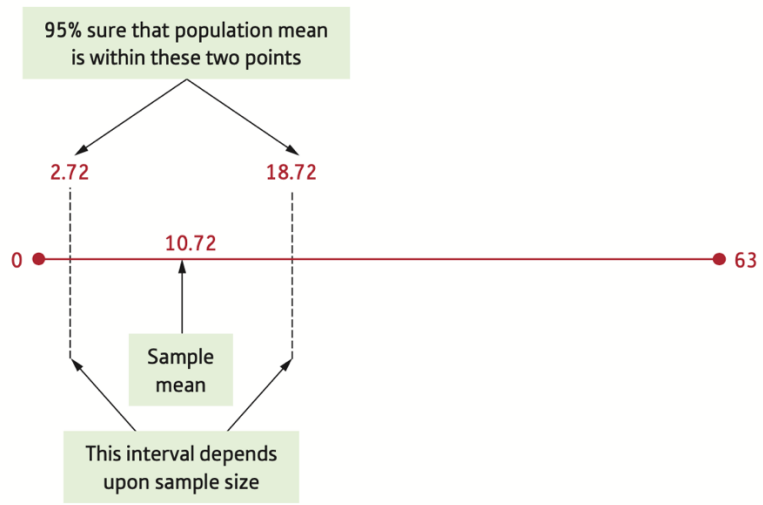 95% sure that population mean
is within these two points
2.72
18.72
10.72
0
63
Sample
mean
This interval depends
upon sample size